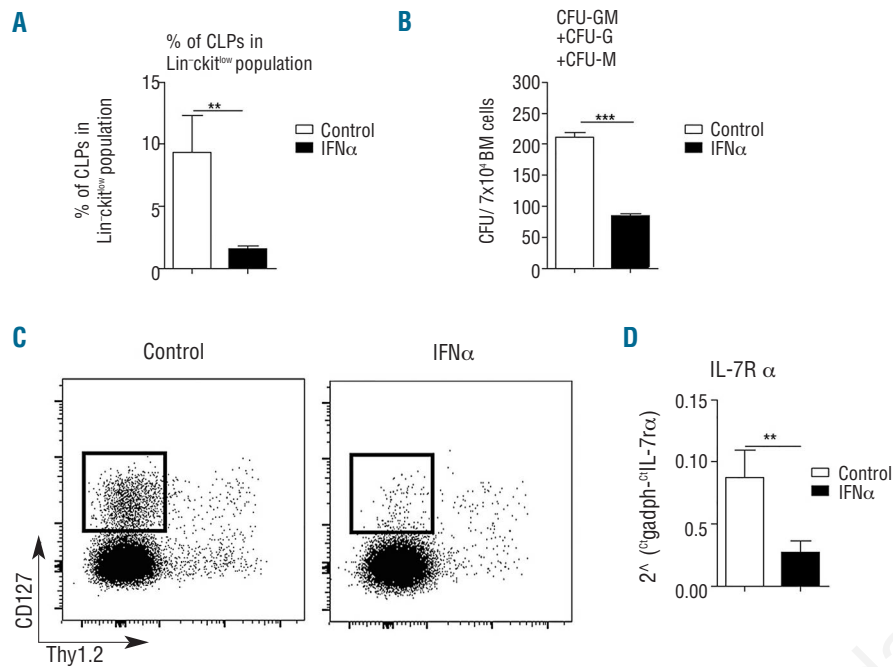 A
% of CLPs in
Lin⁻ckitˡᵒʷ population
% of CLPs in
Lin⁻ckitˡᵒʷ population
15
10
5
0
**
Control
IFNα
B
CFU-GM
+CFU-G
+CFU-M
CFU/ 7x10⁴ BM cells
300
250
200
150
100
50
0
***
Control
IFNα
C
Control
IFNα
CD127
Thy1.2
D
IL-7R α
2^ (ᶜᵗgadph-ᶜᵗIL-7rα)
0.15
0.10
0.5
0.00
**
Control
IFNα